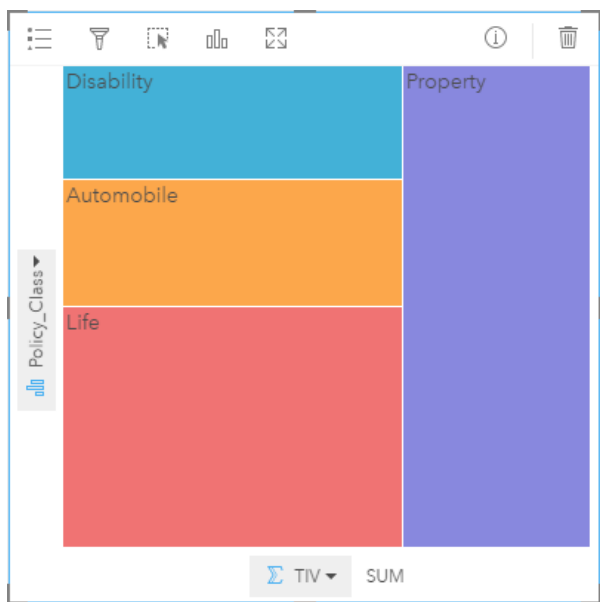 Disability
Property
Automobile
Life
Policy_Class
TIV SUM